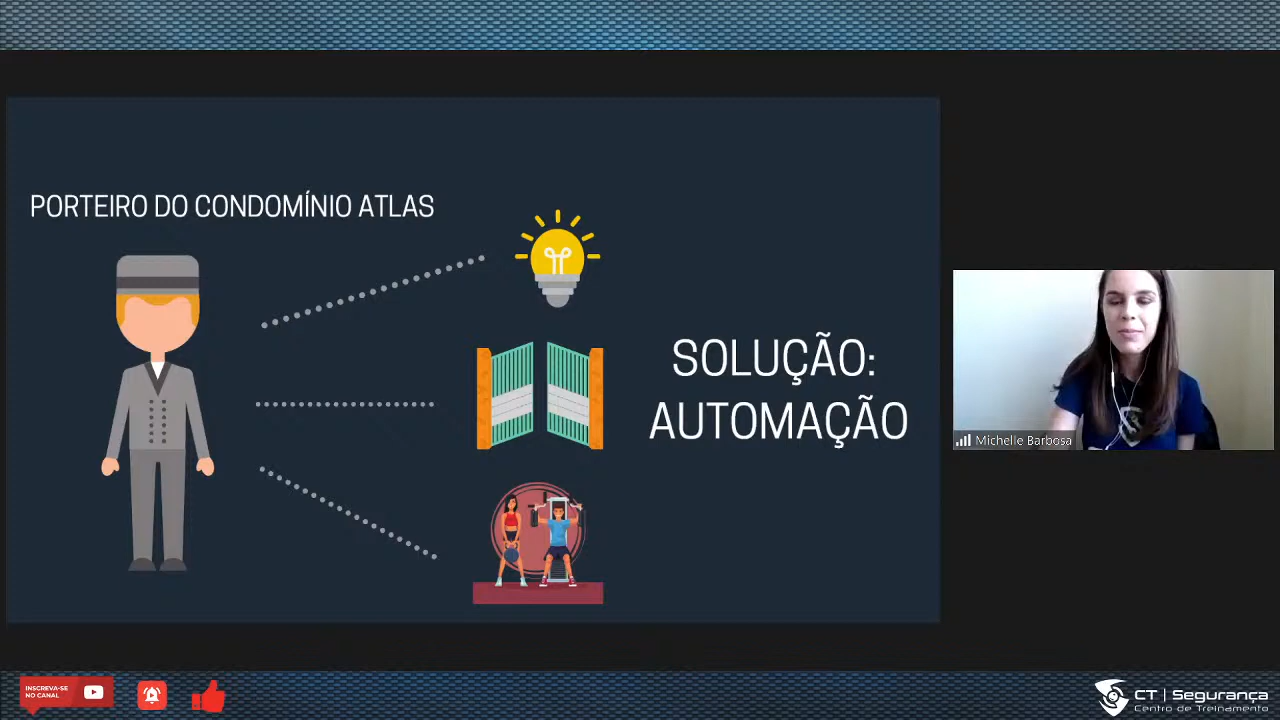 PORTEIRO DO CONDOMÍNIO ATLAS
SOLUÇÃO:
AUTOMAÇÃO
Michelle Barbosa
INSCREVA-SE
NO CANAL
CT | Segurança
Centro de Treinamento